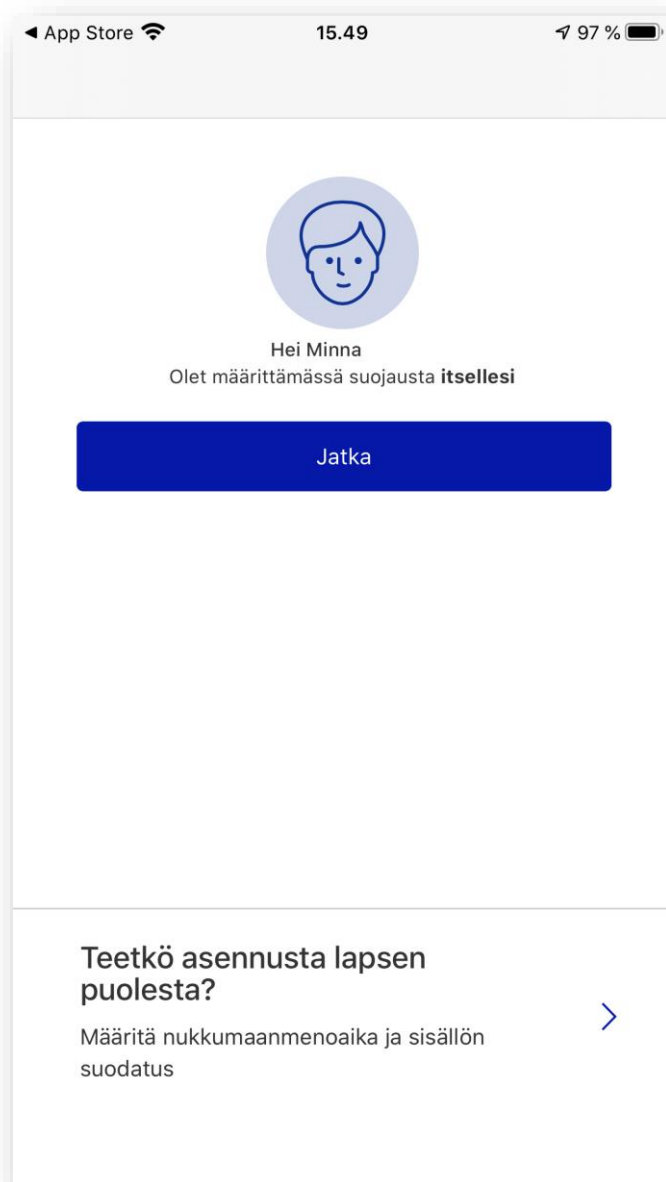 ◀ App Store 15.49 97 %
Hei Minna
Olet määrittämässä suojausta itsellesi
Jatka
Teetkö asennusta lapsen
puolesta?
Määritä nukkumaanmenoaika ja sisällön
suodatus